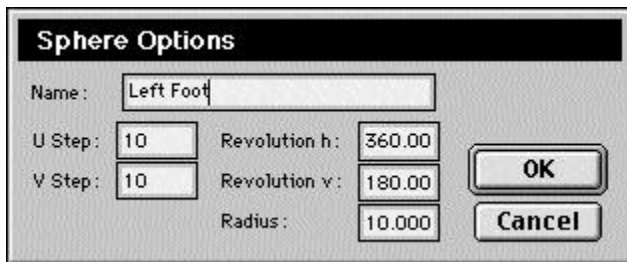 Sphere Options
Name: Left Foot
U Step: 10 Revolution h: 360.00
V Step: 10 Revolution v: 180.00
OK
Radius: 10.000
Cancel